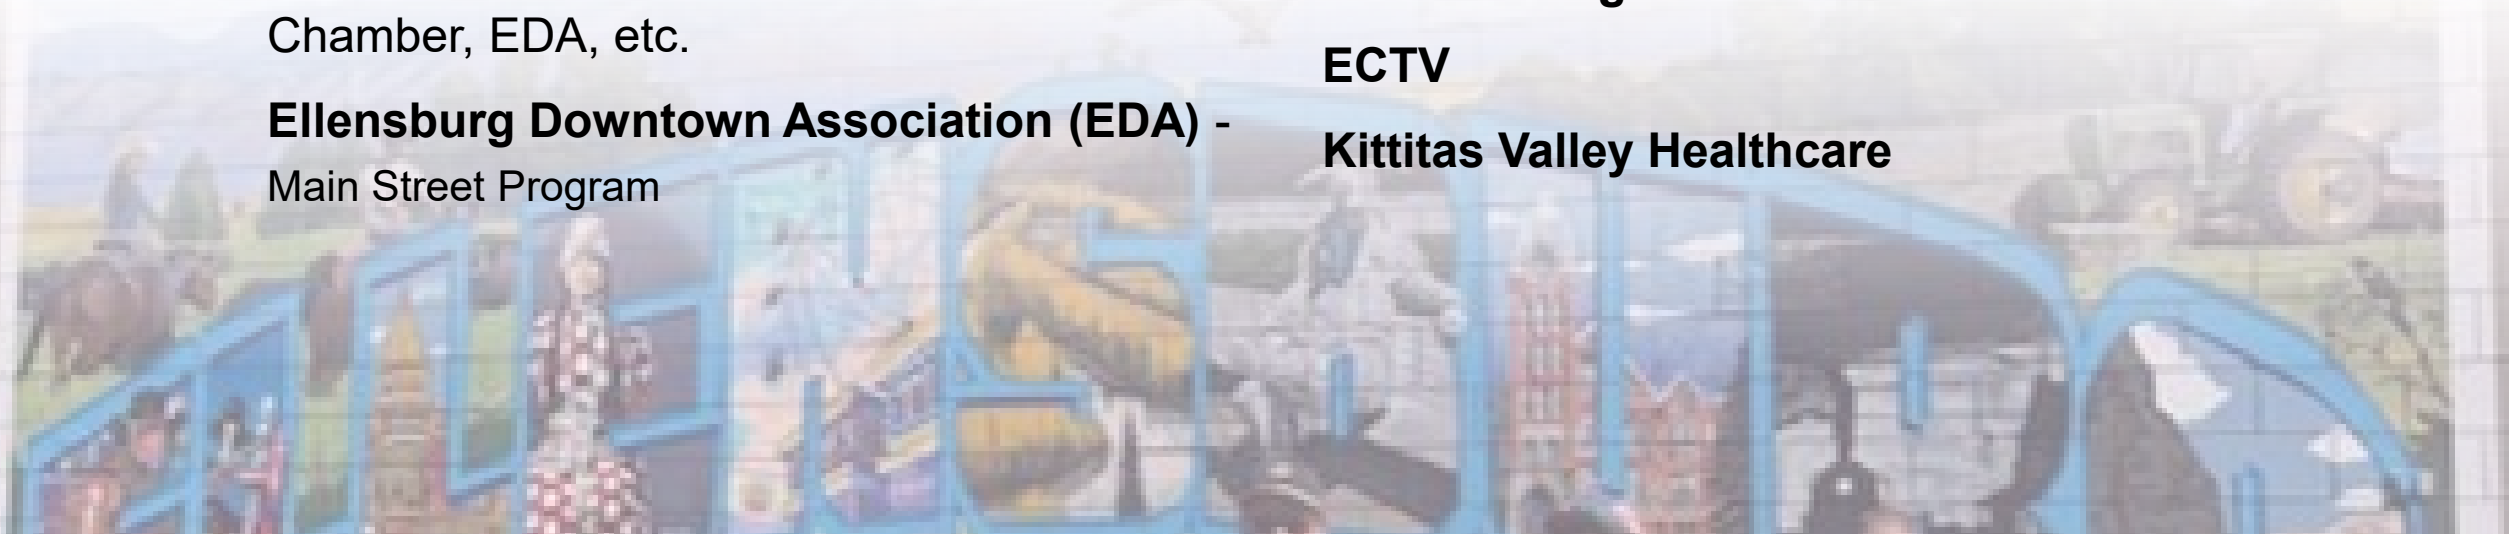 Chamber, EDA, etc.
Ellensburg Downtown Association (EDA) -
Main Street Program
ECTV
Kittitas Valley Healthcare